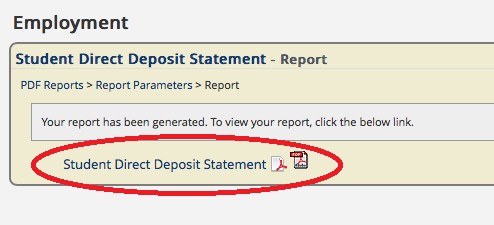 Employment
Student Direct Deposit Statement - Report
PDF Reports > Report Parameters > Report
Your report has been generated. To view your report, click the below link.
Student Direct Deposit Statement